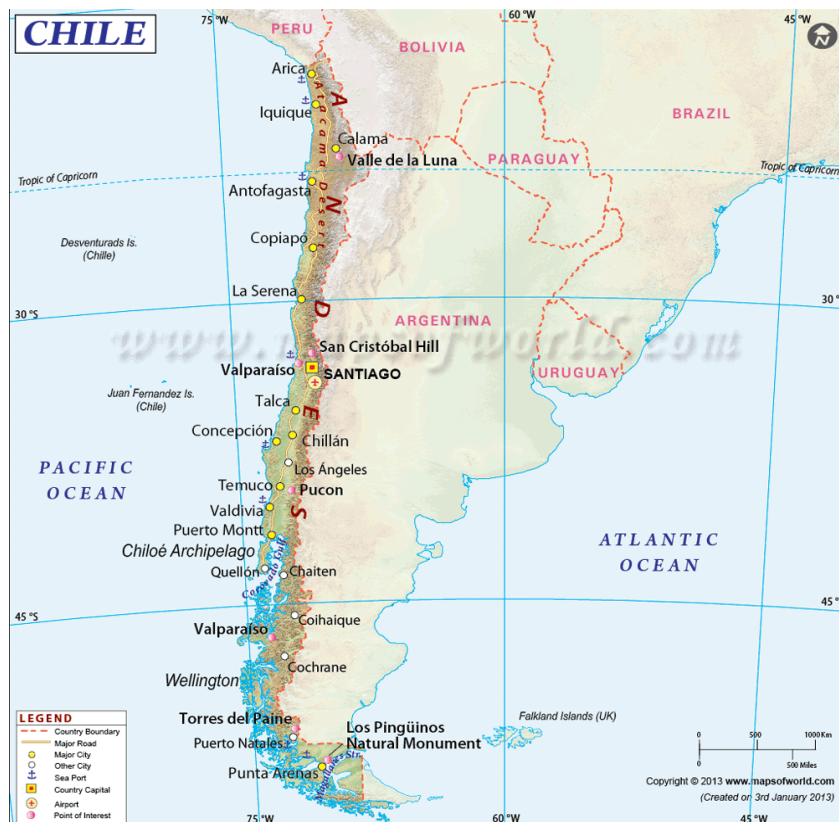 CHILE
75 °W
60 °W
45 °W
N
PERU
BOLIVIA
BRAZIL
Arica
Iquique
Atacama Desert
ANDES
Calama
Valle de la Luna
PARAGUAY
Tropic of Capricorn
Tropic of Capricorn
Antofagasta
Desventurads Is.
(Chille)
Copiapó
La Serena
30 °S
30 °S
ARGENTINA
www.mapsofworld.com
San Cristóbal Hill
Valparaíso
SANTIAGO
URUGUAY
Juan Fernandez Is.
(Chile)
Talca
Concepción
Chillán
Los Ángeles
PACIFIC
OCEAN
Temuco
Pucon
Valdivia
Puerto Montt
Chiloé Archipelago
ATLANTIC
OCEAN
Quellón
Chaiten
45 °S
45 °S
Coihaique
Valparaíso
Cochrane
Wellington
Torres del Paine
Los Pingüinos
Natural Monument
Puerto Natales
Falkland Islands (UK)
Punta Arenas
Magallanes Str.
LEGEND
Country Boundary
Major Road
Major City
Other City
Sea Port
Country Capital
Airport
Point of Interest
0 500 1000Km
0 500 Miles
Copyright © 2013 www.mapsofworld.com
(Created on 3rd January 2013)
75°W
60°W
45°W